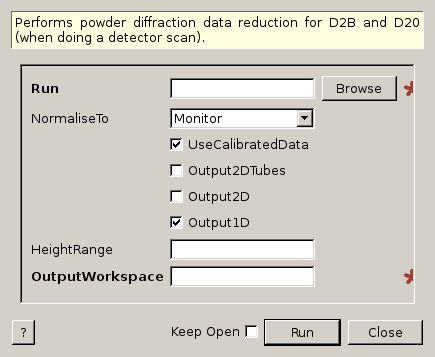 Performs powder diffraction data reduction for D2B and D20
(when doing a detector scan).
Run Browse
NormaliseTo Monitor
UseCalibratedData
Output2DTubes
Output2D
Output1D
HeightRange
OutputWorkspace
? Keep Open Run Close